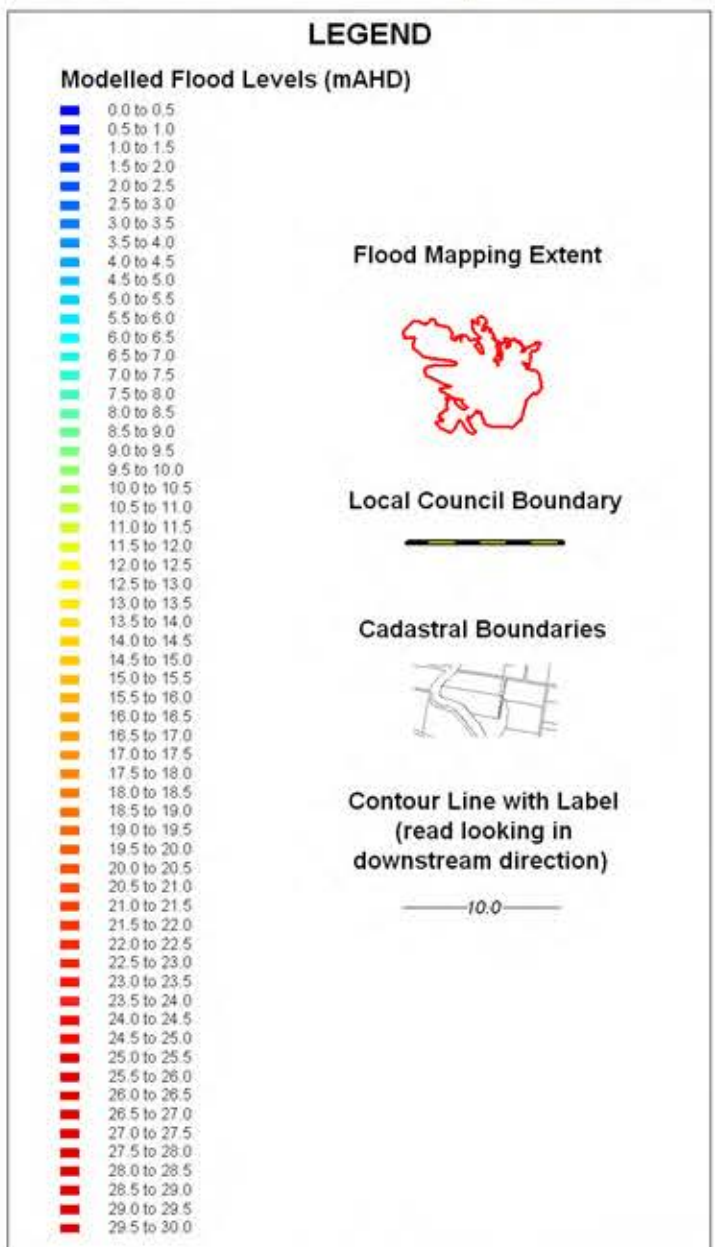 LEGEND
Modelled Flood Levels (mAHD)
0.0 to 0.5
0.5 to 1.0
1.0 to 1.5
1.5 to 2.0
2.0 to 2.5
2.5 to 3.0
3.0 to 3.5
3.5 to 4.0
4.0 to 4.5
4.5 to 5.0
5.0 to 5.5
5.5 to 6.0
6.0 to 6.5
6.5 to 7.0
7.0 to 7.5
7.5 to 8.0
8.0 to 8.5
8.5 to 9.0
9.0 to 9.5
9.5 to 10.0
10.0 to 10.5
10.5 to 11.0
11.0 to 11.5
11.5 to 12.0
12.0 to 12.5
12.5 to 13.0
13.0 to 13.5
13.5 to 14.0
14.0 to 14.5
14.5 to 15.0
15.0 to 15.5
15.5 to 16.0
16.0 to 16.5
16.5 to 17.0
17.0 to 17.5
17.5 to 18.0
18.0 to 18.5
18.5 to 19.0
19.0 to 19.5
19.5 to 20.0
20.0 to 20.5
20.5 to 21.0
21.0 to 21.5
21.5 to 22.0
22.0 to 22.5
22.5 to 23.0
23.0 to 23.5
23.5 to 24.0
24.0 to 24.5
24.5 to 25.0
25.0 to 25.5
25.5 to 26.0
26.0 to 26.5
26.5 to 27.0
27.0 to 27.5
27.5 to 28.0
28.0 to 28.5
28.5 to 29.0
29.0 to 29.5
29.5 to 30.0
Flood Mapping Extent
Local Council Boundary
Cadastral Boundaries
Contour Line with Label
(read looking in
downstream direction)
10.0